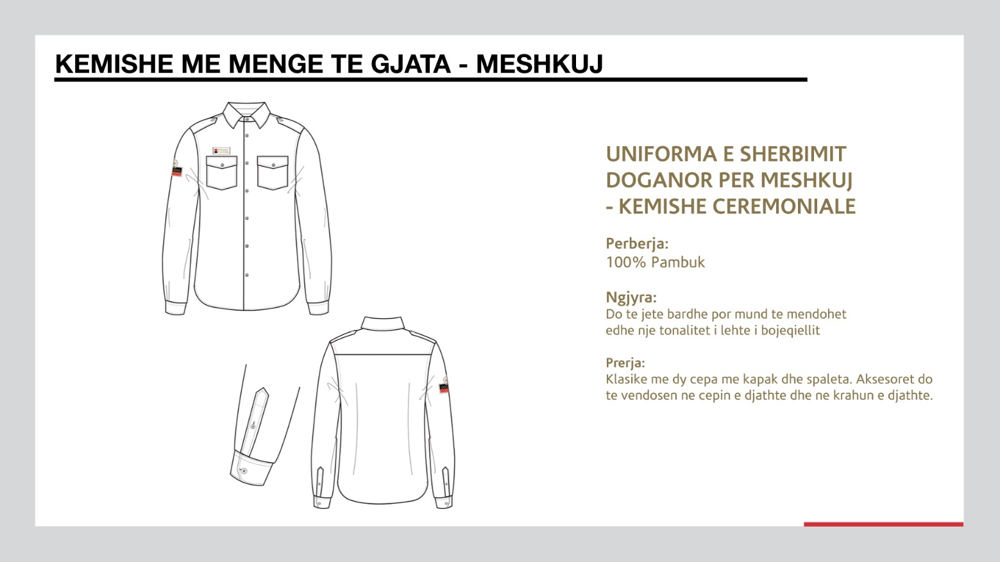 KEMISHE ME MENGE TE GJATA - MESHKUJ
UNIFORMA E SHERBIMIT
DOGANOR PER MESHKUJ
- KEMISHE CEREMONIALE
Perberja:
100% Pambuk
Ngjyra:
Do te jete bardhe por mund te mendohet
edhe nje tonalitet i lehte i bojeqiellit
Prerja:
Klasike me dy cepa me kapak dhe spaleta. Aksesoret do
te vendosen ne cepin e djathte dhe ne krahun e djathte.